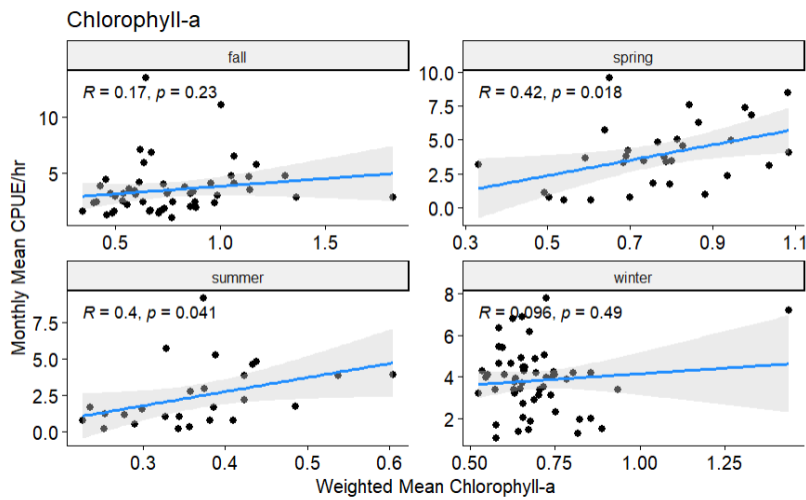 Chlorophyll-a
fall
spring
R = 0.17, p = 0.23
R = 0.42, p = 0.018
10
5
10.0
7.5
5.0
2.5
0.0
0.5 1.0 1.5
0.3 0.5 0.7 0.9 1.1
Monthly Mean CPUE/hr
summer
winter
R = 0.4, p = 0.041
R = 0.096, p = 0.49
7.5
5.0
2.5
0.0
8
6
4
2
0.3 0.4 0.5 0.6
0.50 0.75 1.00 1.25
Weighted Mean Chlorophyll-a